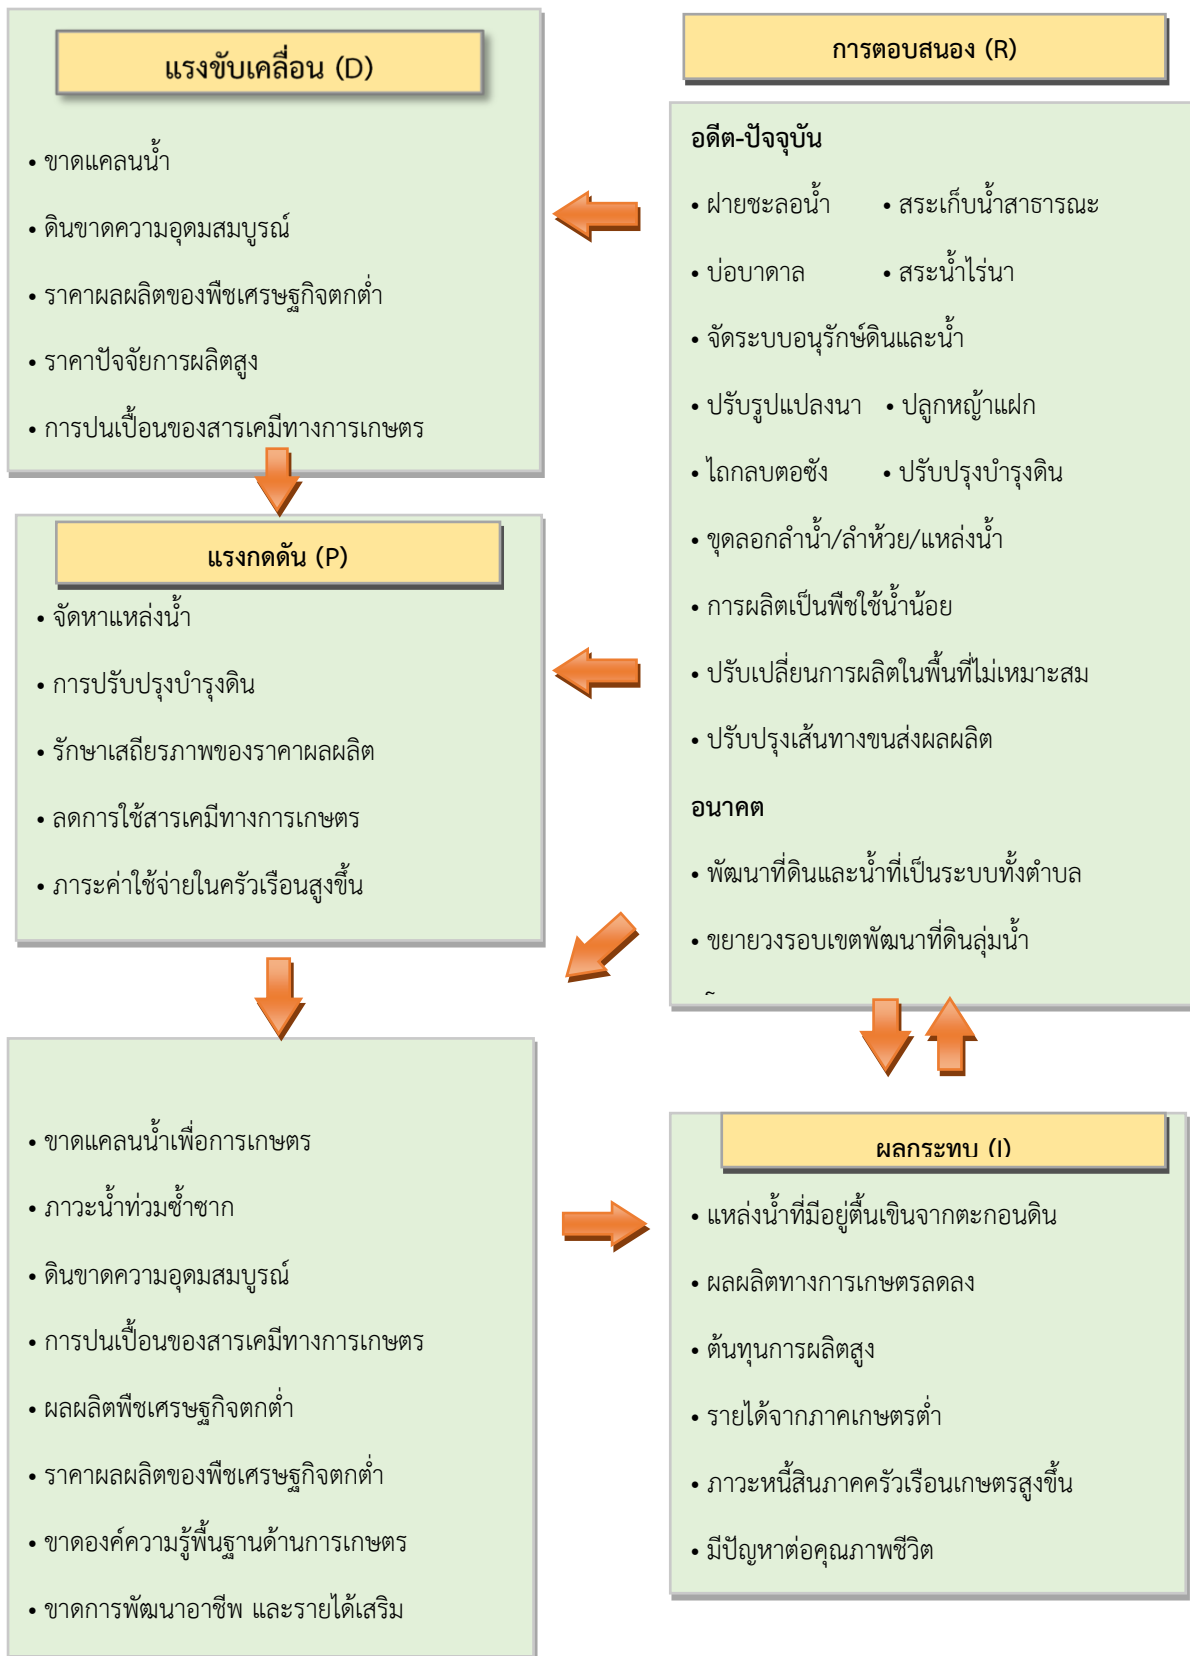 แรงขับเคลื่อน (D)
• ขาดแคลนน้ำ
• ดินขาดความอุดมสมบูรณ์
• ราคาผลผลิตของพืชเศรษฐกิจตกต่ำ
• ราคาปัจจัยการผลิตสูง
• การปนเปื้อนของสารเคมีทางการเกษตร
แรงกดดัน (P)
• จัดหาแหล่งน้ำ
• การปรับปรุงบำรุงดิน
• รักษาเสถียรภาพของราคาผลผลิต
• ลดการใช้สารเคมีทางการเกษตร
• ภาระค่าใช้จ่ายในครัวเรือนสูงขึ้น
• ขาดแคลนน้ำเพื่อการเกษตร
• ภาวะน้ำท่วมซ้ำซาก
• ดินขาดความอุดมสมบูรณ์
• การปนเปื้อนของสารเคมีทางการเกษตร
• ผลผลิตพืชเศรษฐกิจตกต่ำ
• ราคาผลผลิตของพืชเศรษฐกิจตกต่ำ
• ขาดองค์ความรู้พื้นฐานด้านการเกษตร
• ขาดการพัฒนาอาชีพ และรายได้เสริม
การตอบสนอง (R)
อดีต-ปัจจุบัน
• ฝายชะลอน้ำ • สระเก็บน้ำสาธารณะ
• บ่อบาดาล • สระน้ำไร่นา
• จัดระบบอนุรักษ์ดินและน้ำ
• ปรับรูปแปลงนา • ปลูกหญ้าแฝก
• ไถกลบตอซัง • ปรับปรุงบำรุงดิน
• ขุดลอกลำน้ำ/ลำห้วย/แหล่งน้ำ
• การผลิตเป็นพืชใช้น้ำน้อย
• ปรับเปลี่ยนการผลิตในพื้นที่ไม่เหมาะสม
• ปรับปรุงเส้นทางขนส่งผลผลิต
อนาคต
• พัฒนาที่ดินและน้ำที่เป็นระบบทั้งตำบล
• ขยายวงรอบเขตพัฒนาที่ดินลุ่มน้ำ
ผลกระทบ (I)
• แหล่งน้ำที่มีอยู่ตื้นเขินจากตะกอนดิน
• ผลผลิตทางการเกษตรลดลง
• ต้นทุนการผลิตสูง
• รายได้จากภาคเกษตรต่ำ
• ภาวะหนี้สินภาคครัวเรือนเกษตรสูงขึ้น
• มีปัญหาต่อคุณภาพชีวิต